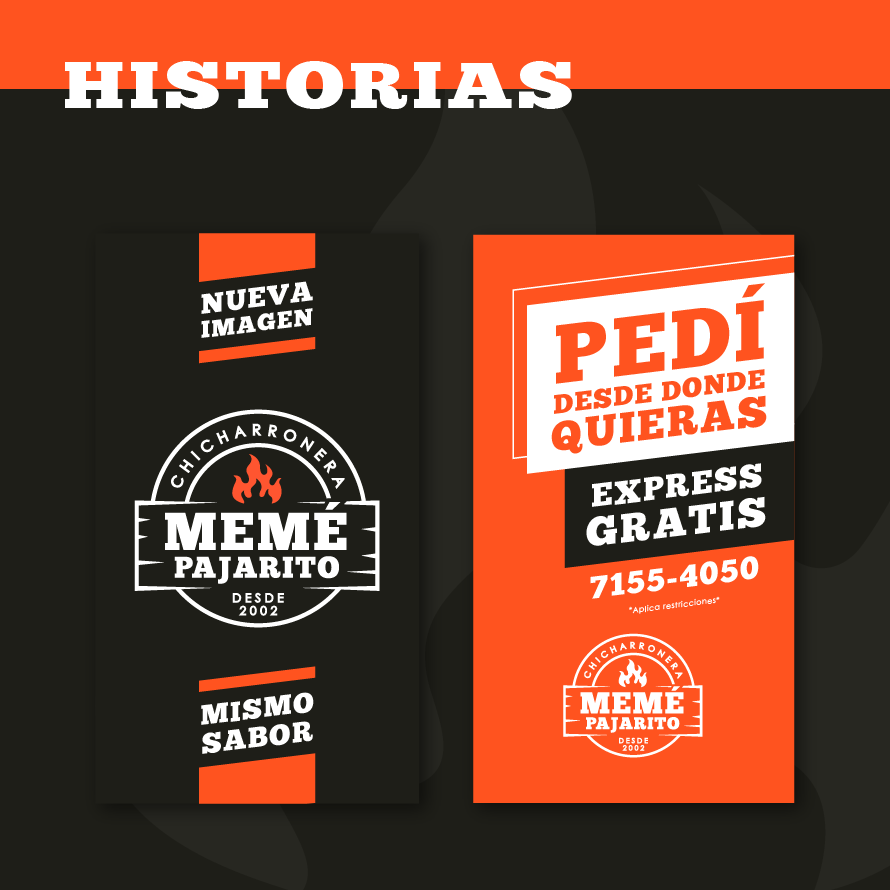 HISTORIAS
NUEVA
IMAGEN
CHICHARRONERA
MEMÉ
PAJARITO
DESDE
2002
MISMO
SABOR
PEDÍ
DESDE DONDE
QUIERAS
EXPRESS
GRATIS
7155-4050
*Aplica restricciones*
CHICHARRONERA
MEMÉ
PAJARITO
DESDE
2002